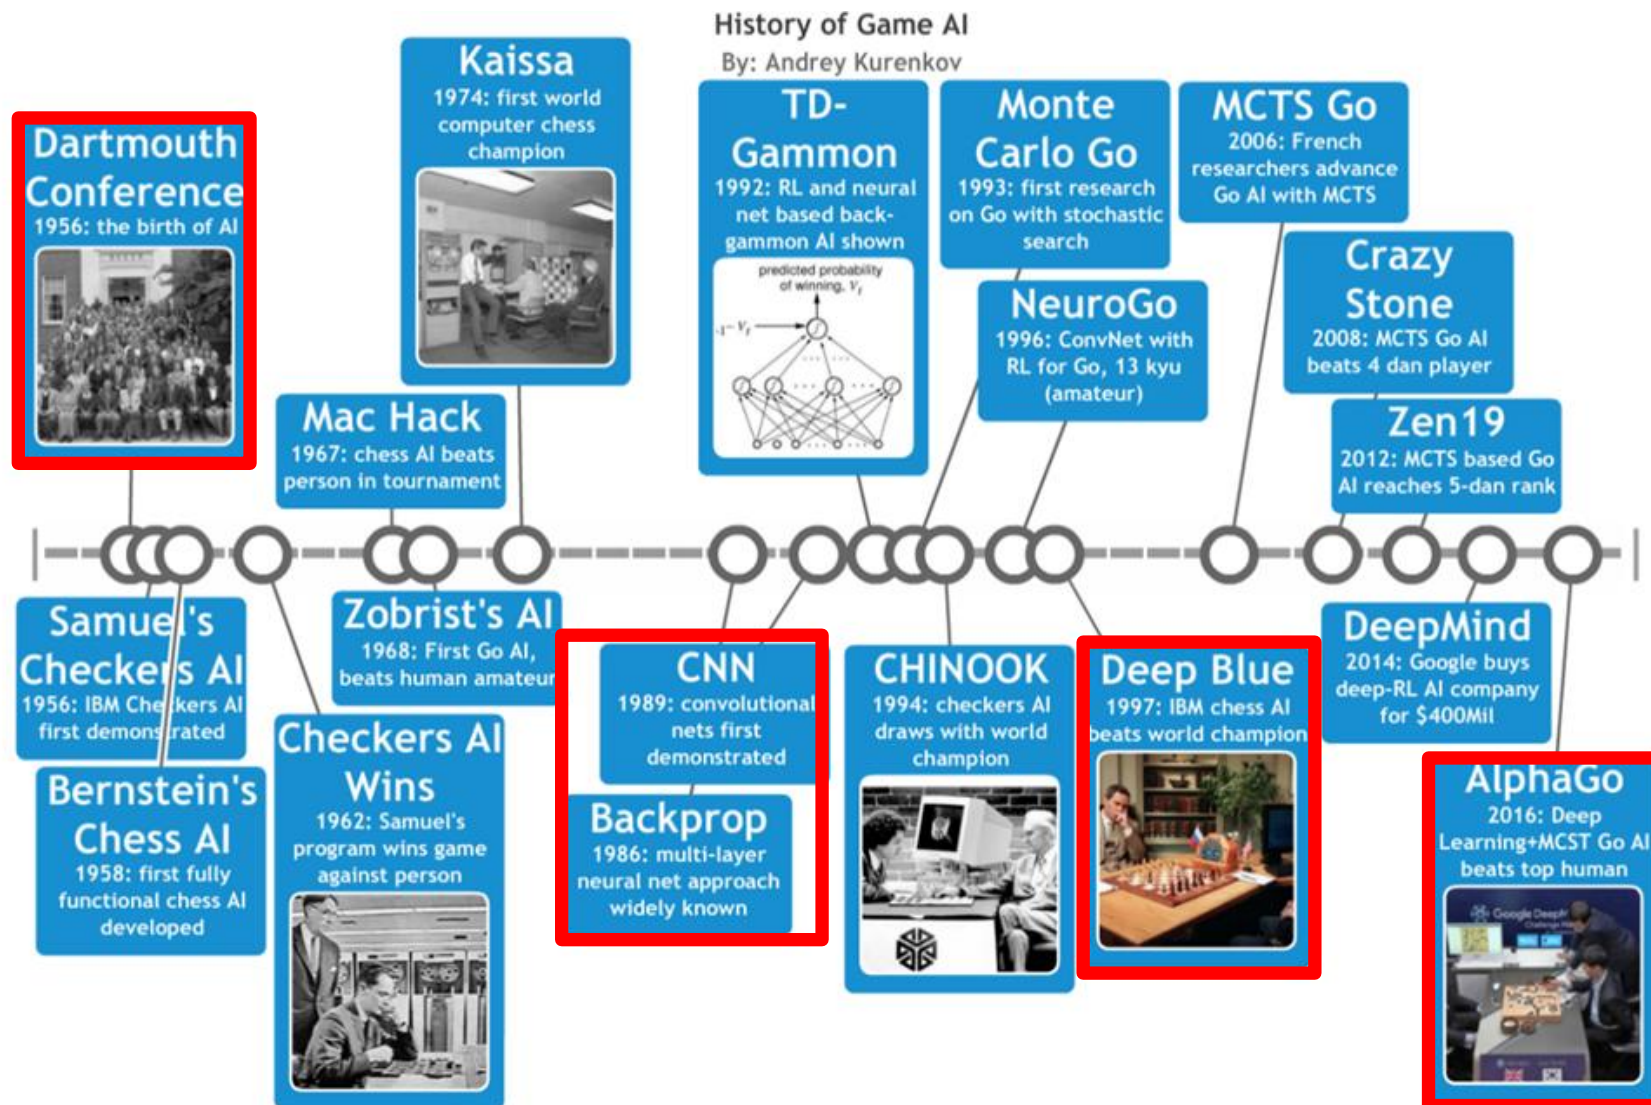 History of Game AI
By: Andrey Kurenkov
Dartmouth
Conference
1956: the birth of AI
Kaissa
1974: first world
computer chess
champion
Mac Hack
1967: chess AI beats
person in tournament
TD-
Gammon
1992: RL and neural
net based back-
gammon AI shown
predicted probability
of winning, Vt
Monte
Carlo Go
1993: first research
on Go with stochastic
search
NeuroGo
1996: ConvNet with
RL for Go, 13 kyu
(amateur)
MCTS Go
2006: French
researchers advance
Go AI with MCTS
Crazy
Stone
2008: MCTS Go AI
beats 4 dan player
Zen19
2012: MCTS based Go
AI reaches 5-dan rank
Samuel's
Checkers AI
1956: IBM Checkers AI
first demonstrated
Bernstein's
Chess AI
1958: first fully
functional chess AI
developed
Checkers AI
Wins
1962: Samuel's
program wins game
against person
Zobrist's AI
1968: First Go AI,
beats human amateur
CNN
1989: convolutional
nets first
demonstrated
Backprop
1986: multi-layer
neural net approach
widely known
CHINOOK
1994: checkers AI
draws with world
champion
Deep Blue
1997: IBM chess AI
beats world champion
DeepMind
2014: Google buys
deep-RL AI company
for $400Mil
AlphaGo
2016: Deep
Learning+MCST Go AI
beats top human
Google